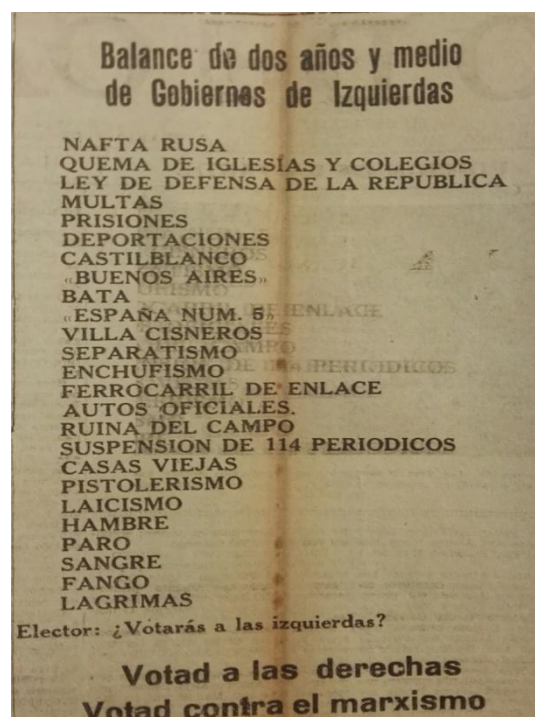 Balance de dos años y medio
de Gobiernos de Izquierdas
NAFTA RUSA
QUEMA DE IGLESIAS Y COLEGIOS
LEY DE DEFENSA DE LA REPUBLICA
MULTAS
PRISIONES
DEPORTACIONES
CASTILBLANCO
«BUENOS AIRES»
BATA
«ESPAÑA NUM. 5»
VILLA CISNEROS
SEPARATISMO
ENCHUFISMO
FERROCARRIL DE ENLACE
AUTOS OFICIALES.
RUINA DEL CAMPO
SUSPENSION DE 114 PERIODICOS
CASAS VIEJAS
PISTOLERISMO
LAICISMO
HAMBRE
PARO
SANGRE
FANGO
LAGRIMAS
Elector: ¿Votarás a las izquierdas?
Votad a las derechas
Votad contra el marxismo